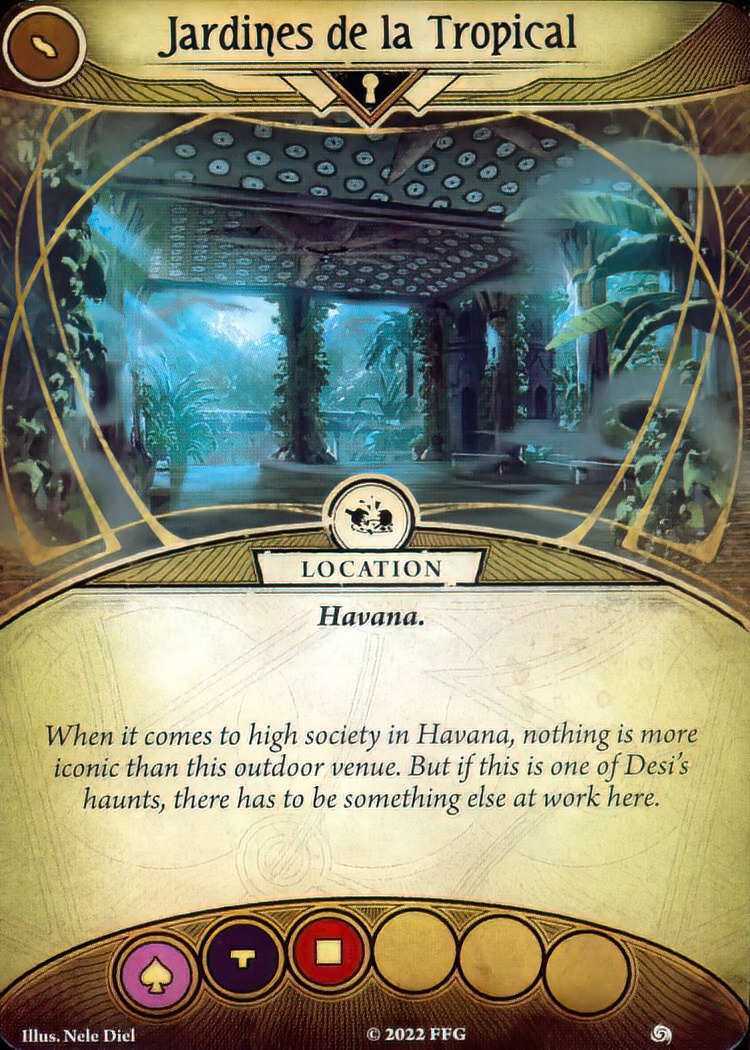 Jardines de la Tropical
LOCATION
Havana.
When it comes to high society in Havana, nothing is more
iconic than this outdoor venue. But if this is one of Desi's
haunts, there has to be something else at work here.
Illus. Nele Diel
© 2022 FFG